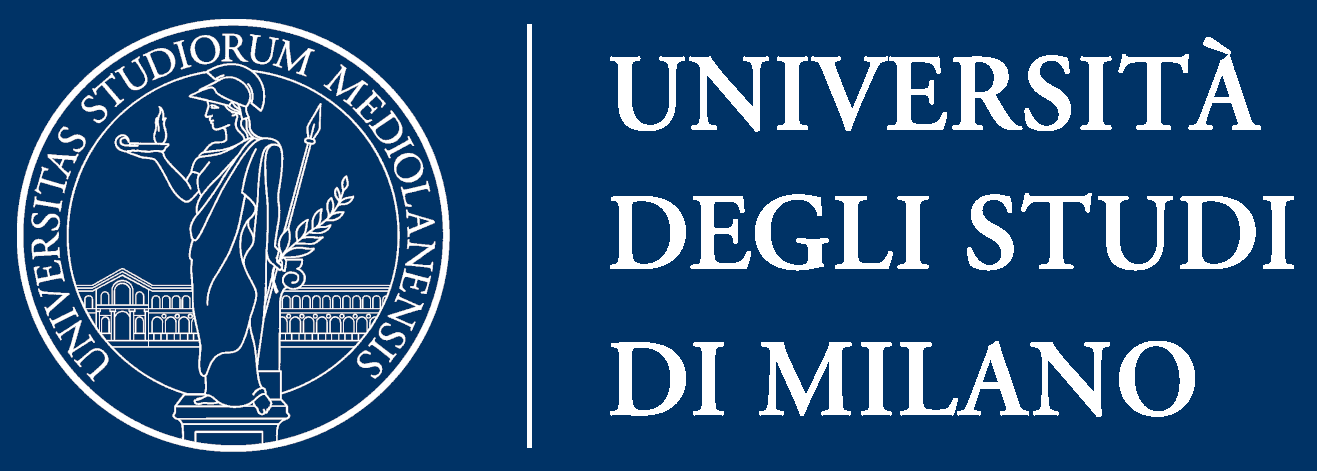 UNIVERSITAS STUDIORUM MEDIOLANENSIS
UNIVERSITÀ
DEGLI STUDI
DI MILANO